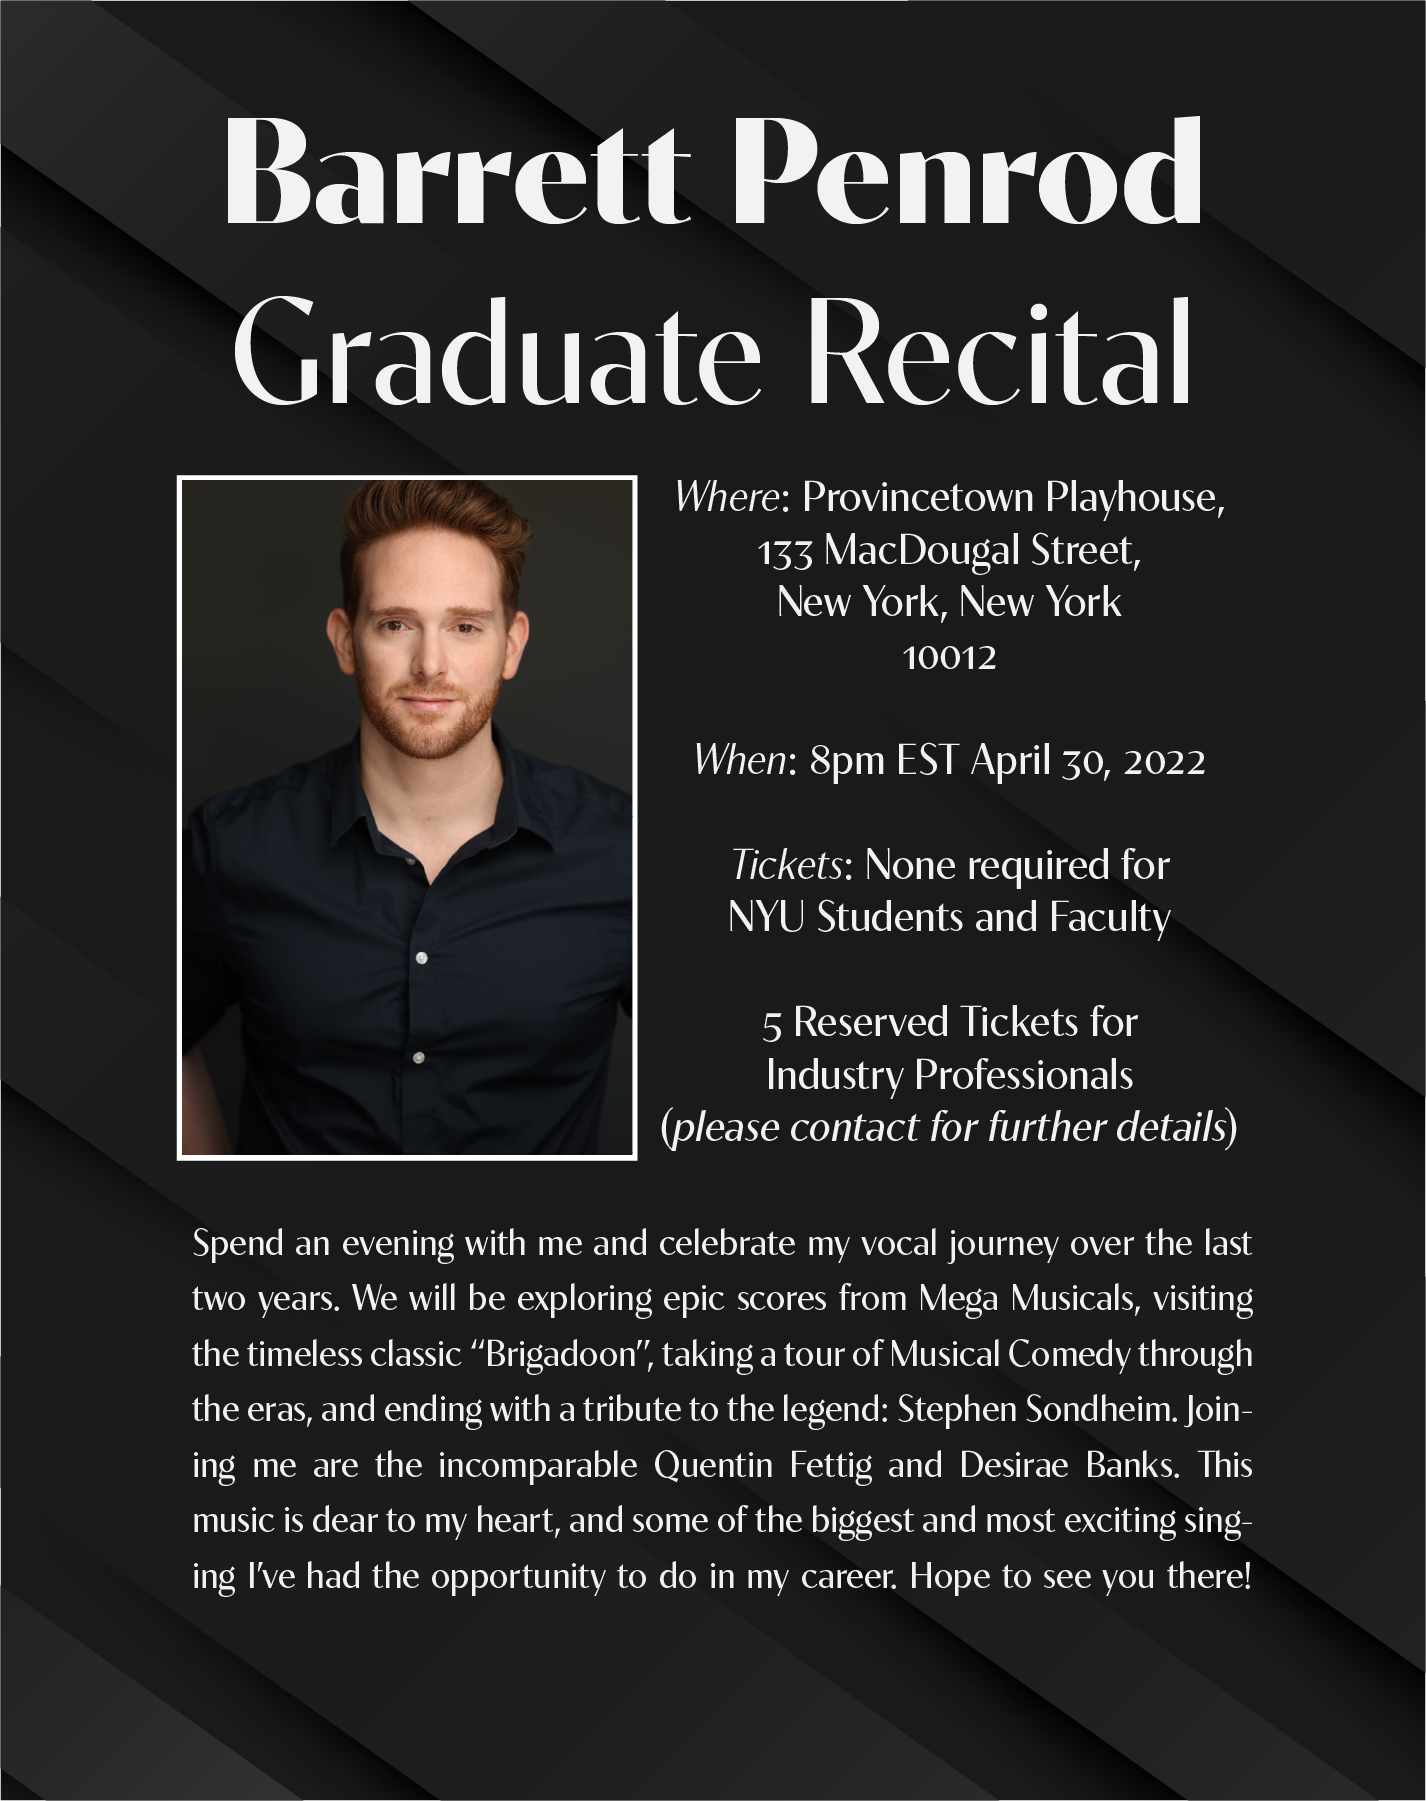 Barrett Penrod
Graduate Recital
Where: Provincetown Playhouse,
133 MacDougal Street,
New York, New York
10012
When: 8pm EST April 30, 2022
Tickets: None required for
NYU Students and Faculty
5 Reserved Tickets for
Industry Professionals
(please contact for further details)
Spend an evening with me and celebrate my vocal journey over the last
two years. We will be exploring epic scores from Mega Musicals, visiting
the timeless classic “Brigadoon”, taking a tour of Musical Comedy through
the eras, and ending with a tribute to the legend: Stephen Sondheim. Join-
ing me are the incomparable Quentin Fettig and Desirae Banks. This
music is dear to my heart, and some of the biggest and most exciting sing-
ing I’ve had the opportunity to do in my career. Hope to see you there!